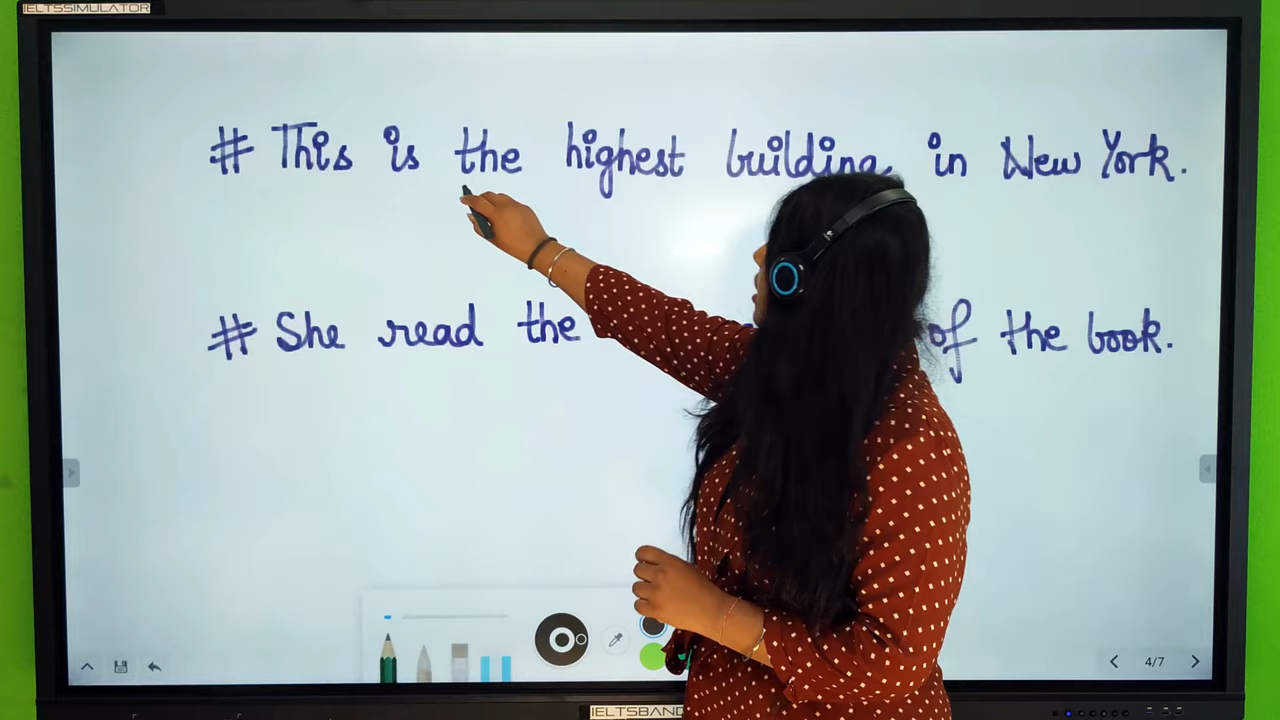 IELTSSIMULATOR
# This is the highest building in New York.
# She read the of the book.
4/7
IELTSBAND